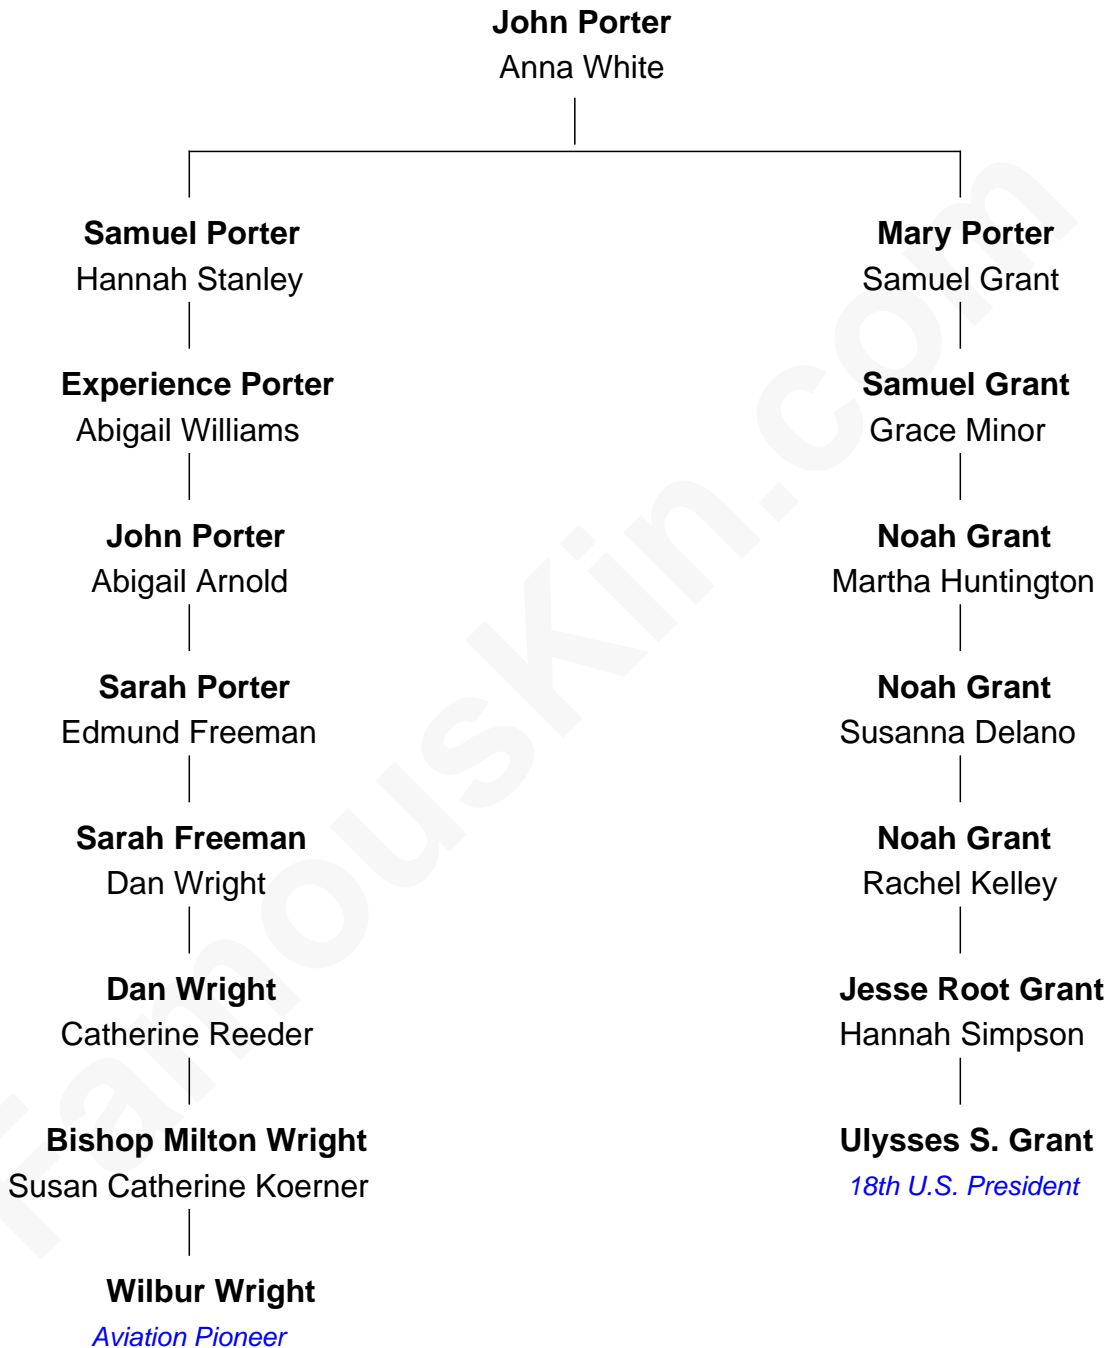 John Porter
Anna White
Samuel Porter
Hannah Stanley
Mary Porter
Samuel Grant
Experience Porter
Abigail Williams
Samuel Grant
Grace Minor
John Porter
Abigail Arnold
Noah Grant
Martha Huntington
Sarah Porter
Edmund Freeman
Noah Grant
Susanna Delano
Sarah Freeman
Dan Wright
Noah Grant
Rachel Kelley
Dan Wright
Catherine Reeder
Jesse Root Grant
Hannah Simpson
Bishop Milton Wright
Susan Catherine Koerner
Ulysses S. Grant
18th U.S. President
Wilbur Wright
Aviation Pioneer
FamousKin.com